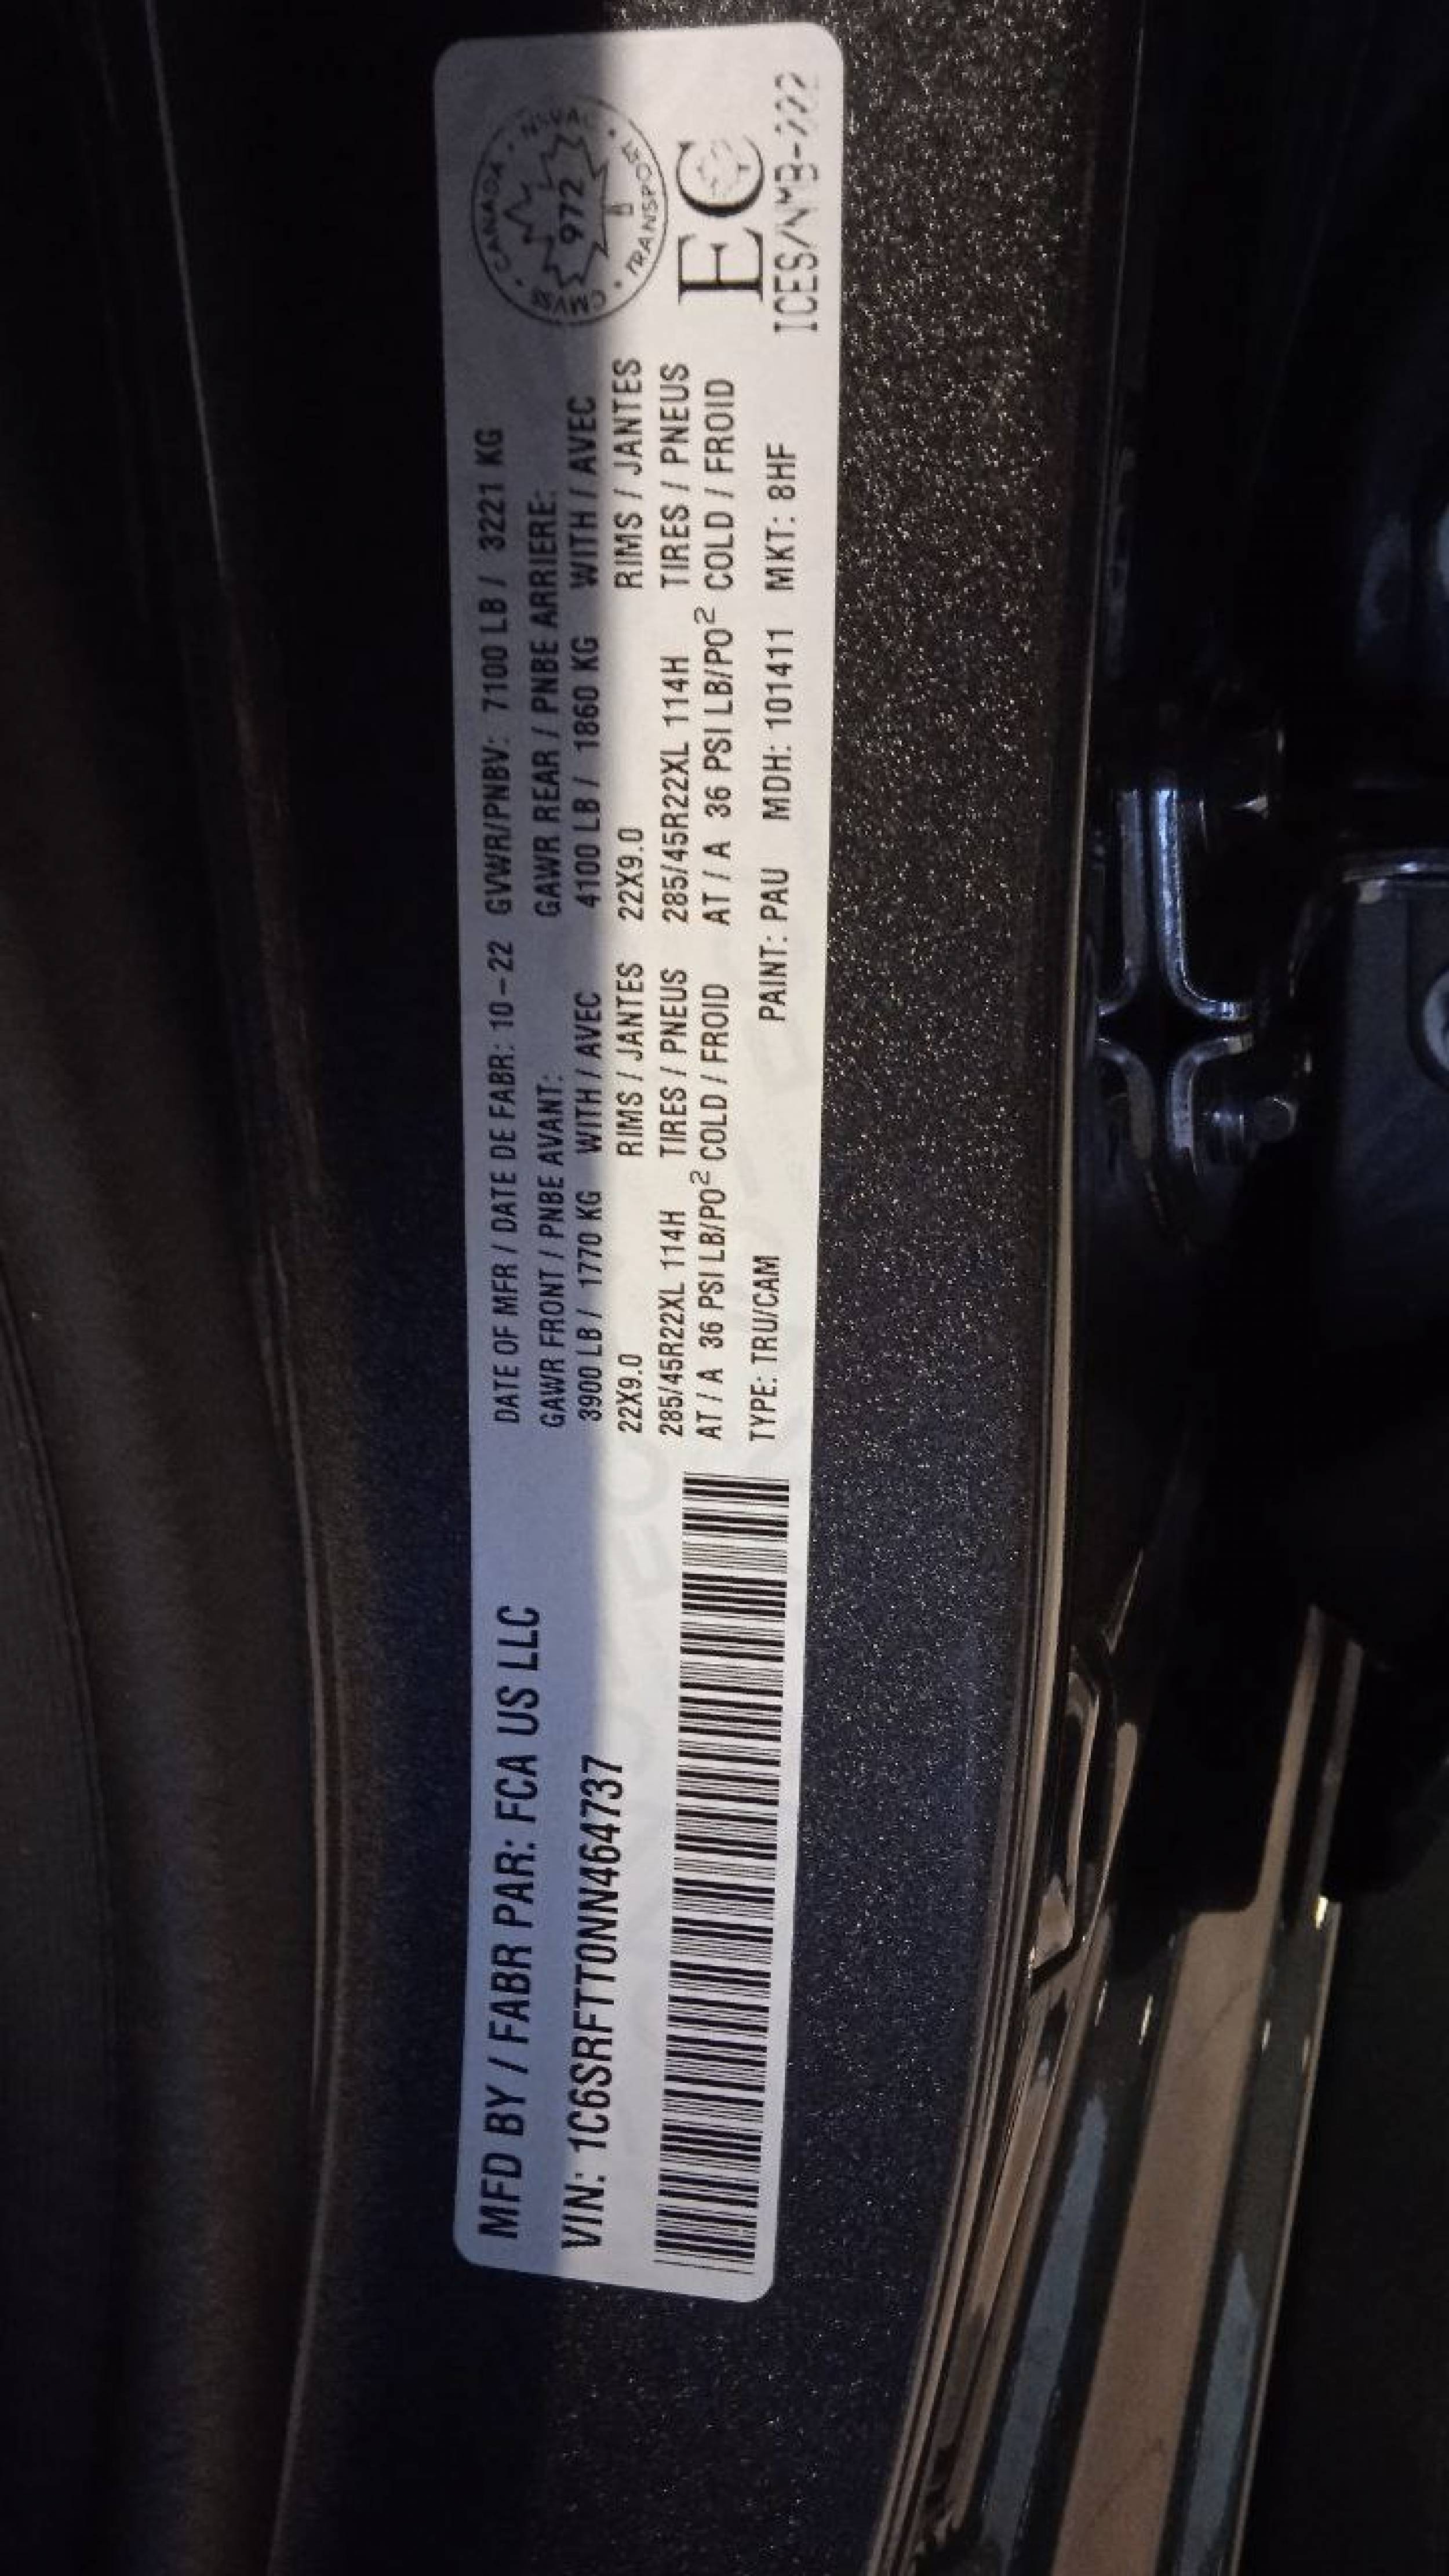 MFD BY / FABR PAR: FCA US LLC
VIN: 1C6SRFTT0NN464737
DATE OF MFR / DATE DE FABR: 10-22 GVWR/PNBV: 7100 LB / 3221 KG
GAWR FRONT / PNBE AVANT: GAWR REAR / PNBE ARRIERE:
3900 LB / 1770 KG WITH / AVEC 4100 LB / 1860 KG WITH / AVEC
22X9.0 RIMS / JANTES 22X9.0 RIMS / JANTES
285/45R22XL 114H TIRES / PNEUS 285/45R22XL 114H TIRES / PNEUS
AT / A 36 PSI LB/PO² COLD / FROID AT / A 36 PSI LB/PO² COLD / FROID
TYPE: TRU/CAM PAINT: PAU MDH: 101411 MKT: 8HF
CANADA • NSVAC • TRANSPORT • CMVSS •
972
EC